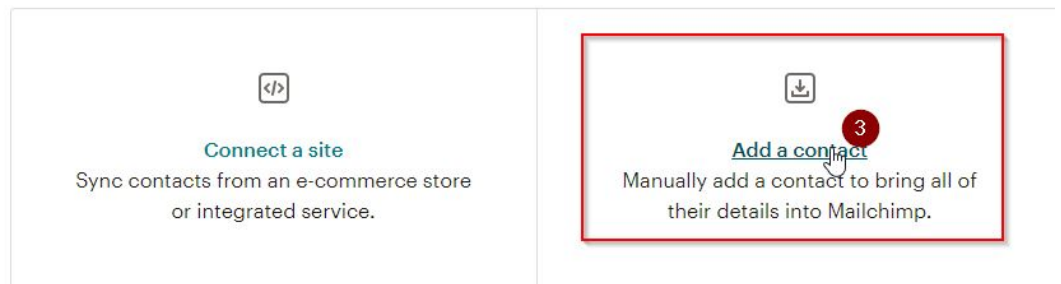 Connect a site
Sync contacts from an e-commerce store
or integrated service.
3
Add a contact
Manually add a contact to bring all of
their details into Mailchimp.